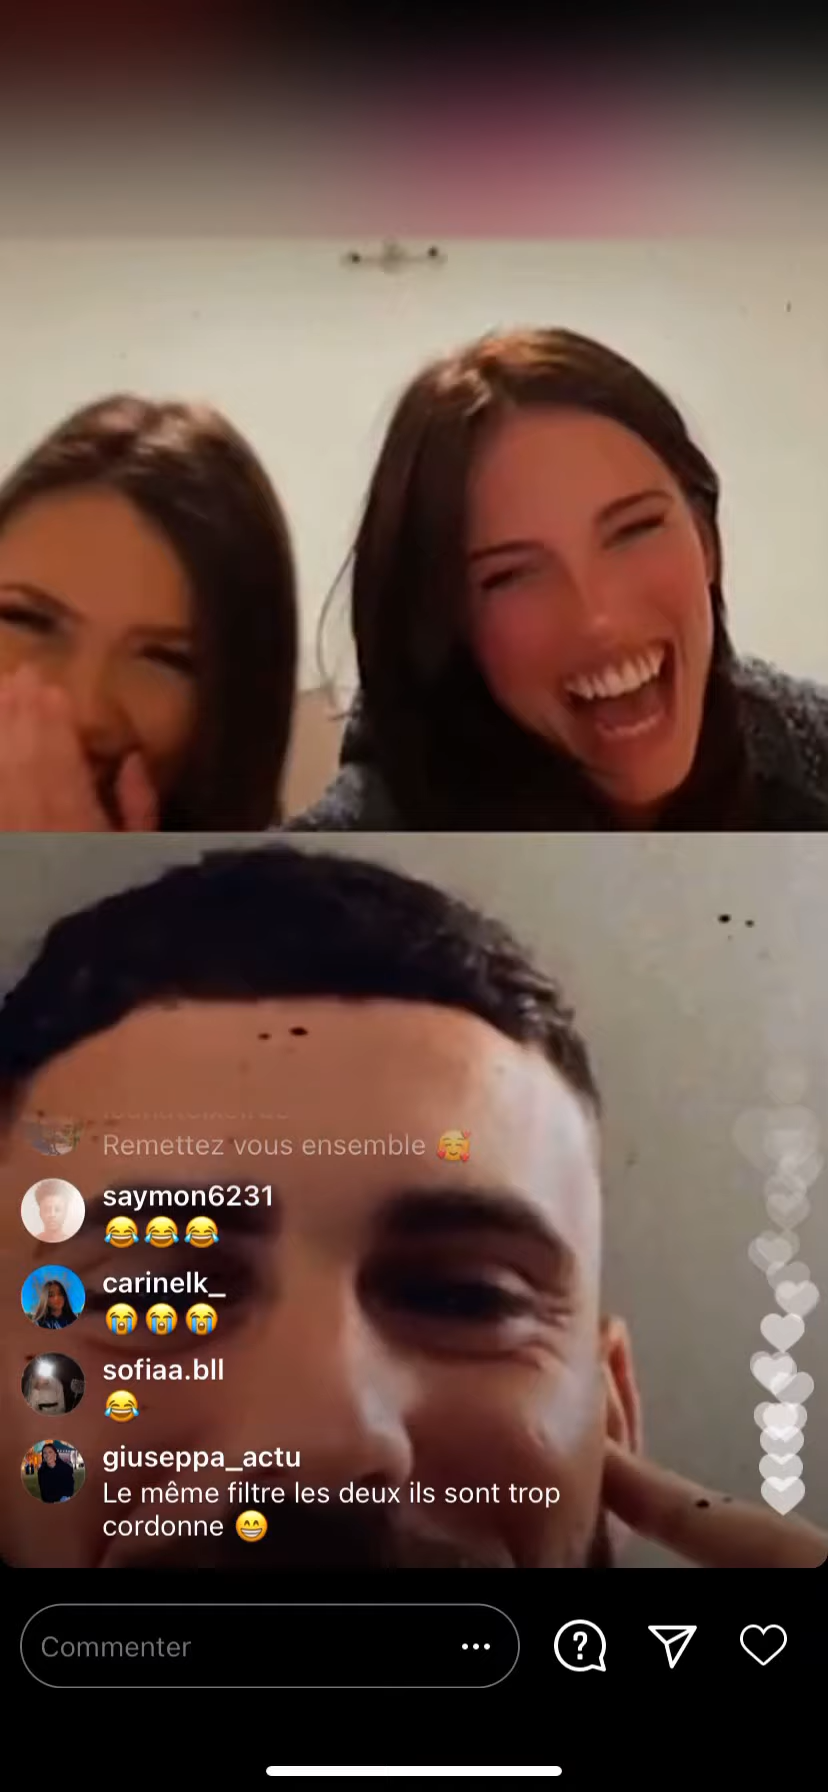 Remettez vous ensemble 🥰
saymon6231
😂😂😂
carinelk_
😭😭😭
sofiaa.bll
😂
giuseppa_actu
Le même filtre les deux ils sont trop
cordonne 😁
Commenter